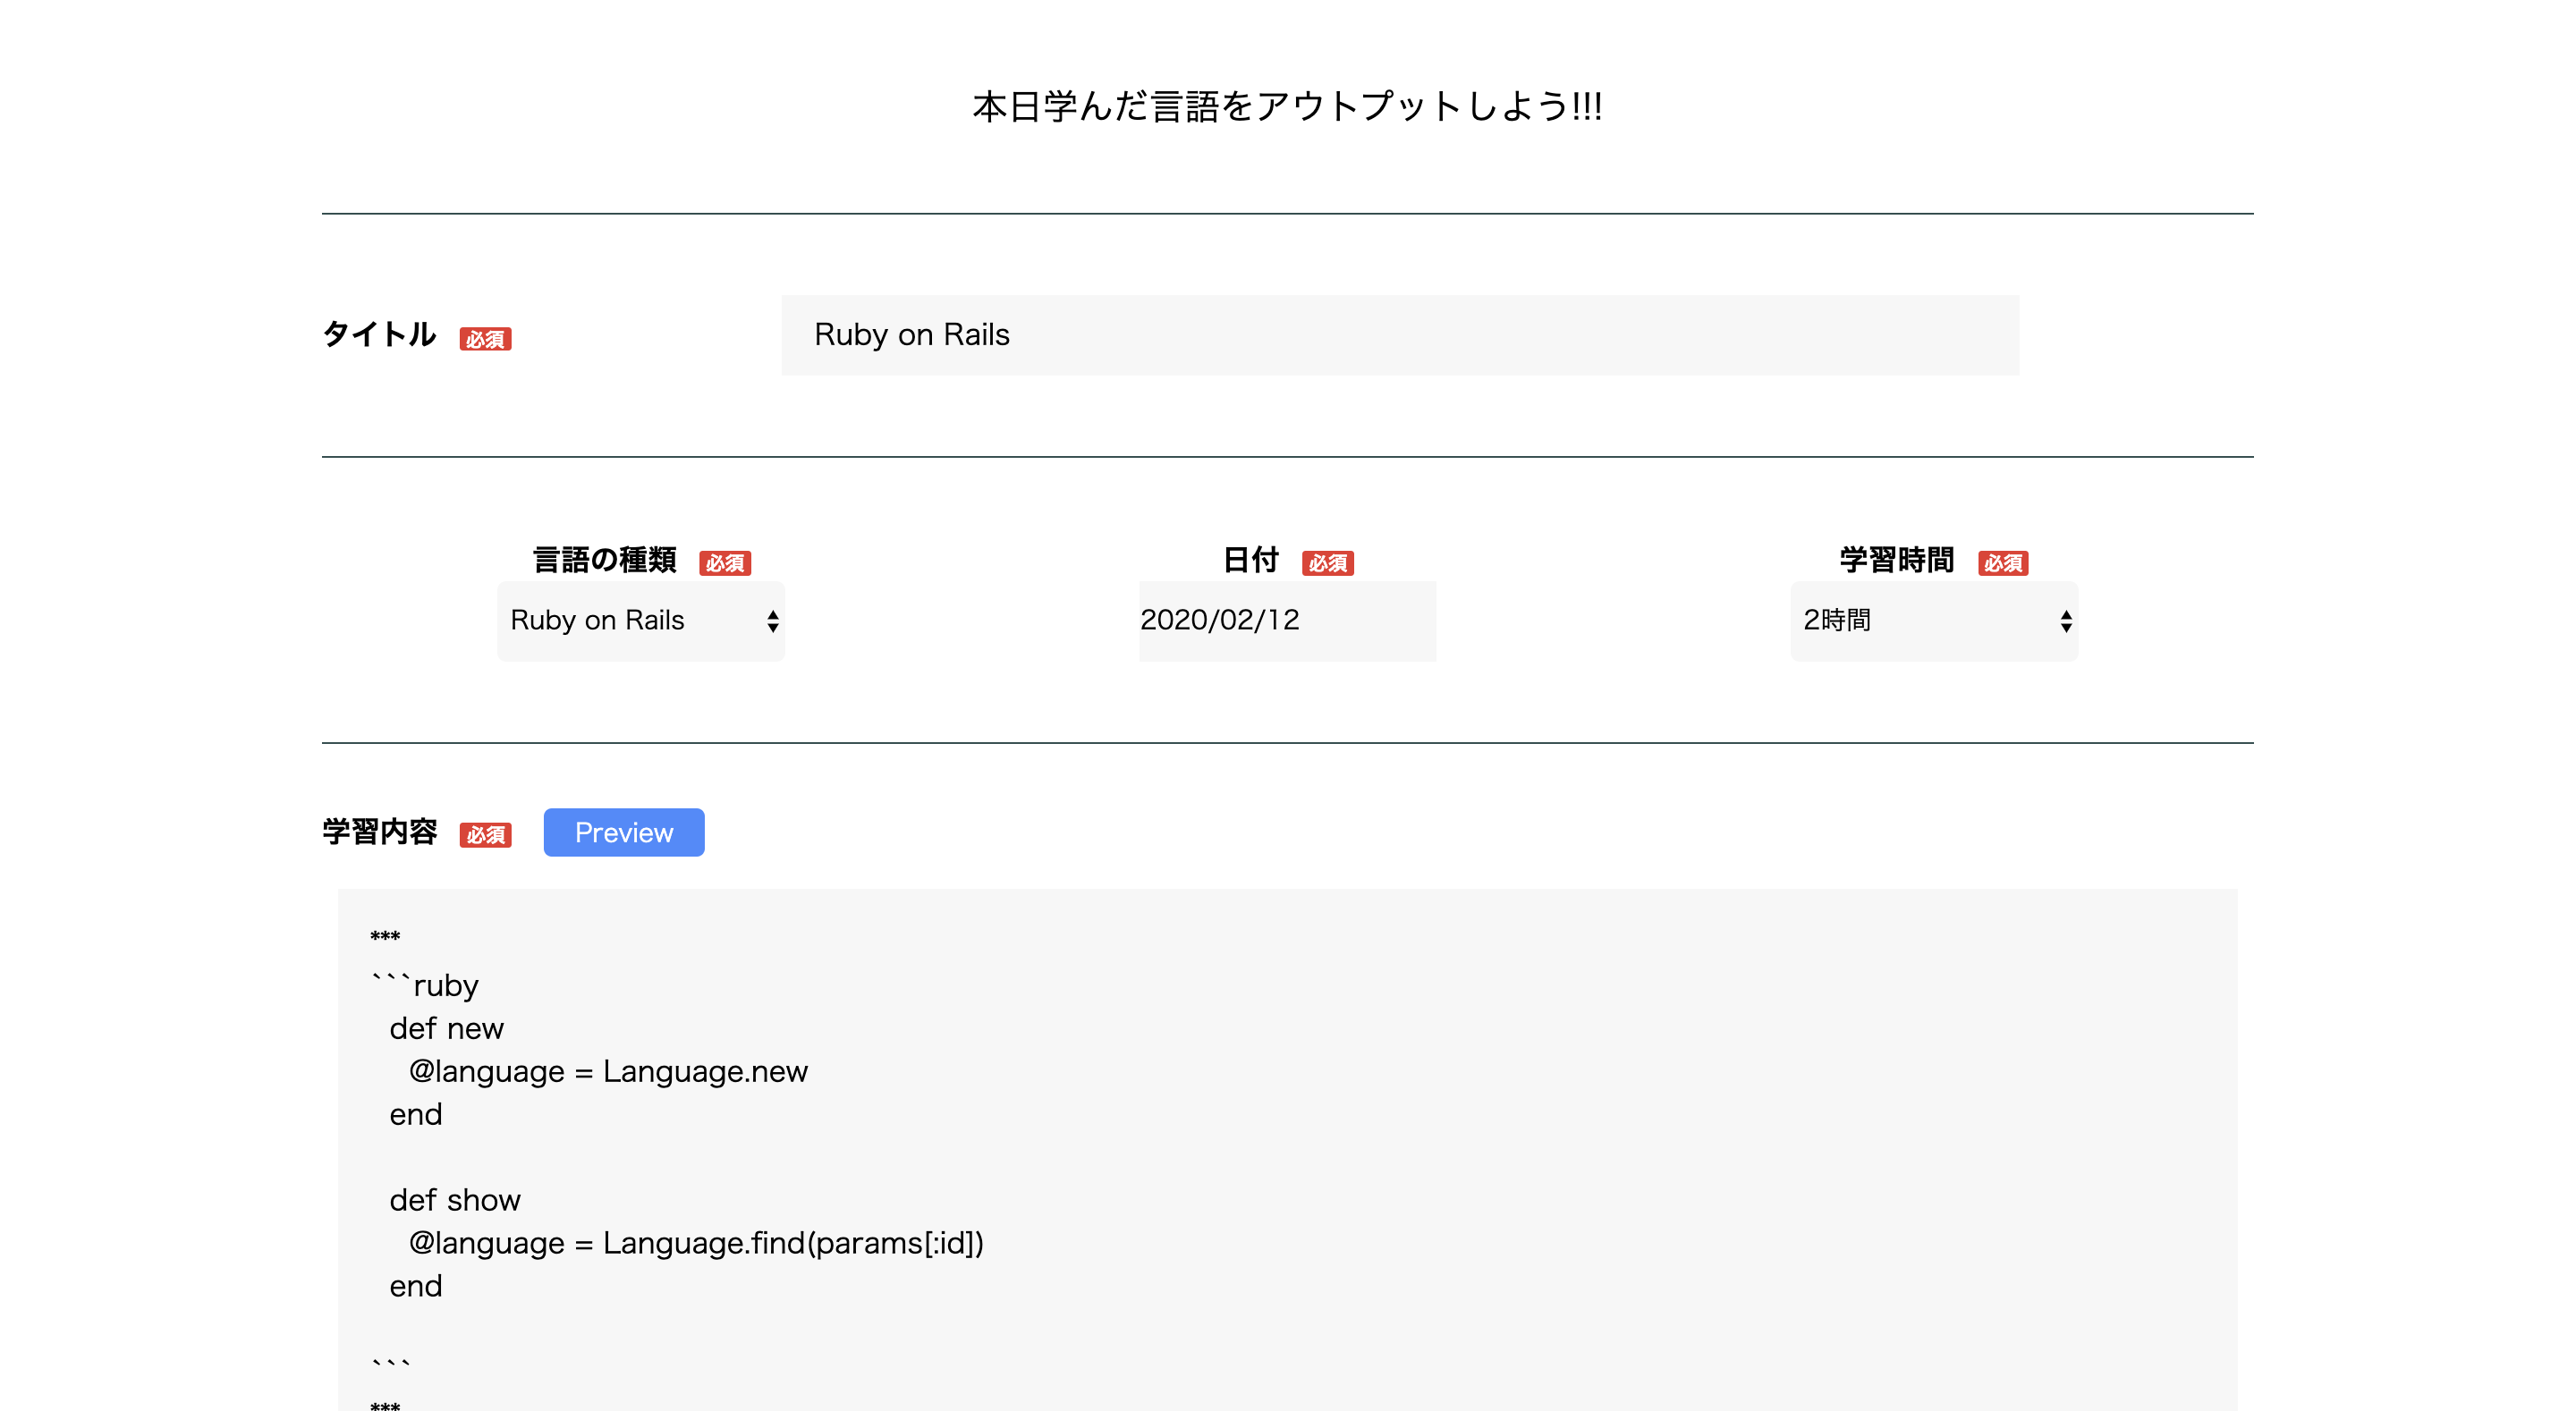 本日学んだ言語をアウトプットしよう!!!
タイトル 必須 Ruby on Rails
言語の種類 必須 日付 必須 学習時間 必須
Ruby on Rails 2020/02/12 2時間
学習内容 必須 Preview
***
```ruby
  def new
    @language = Language.new
  end

  def show
    @language = Language.find(params[:id])
  end

```
***